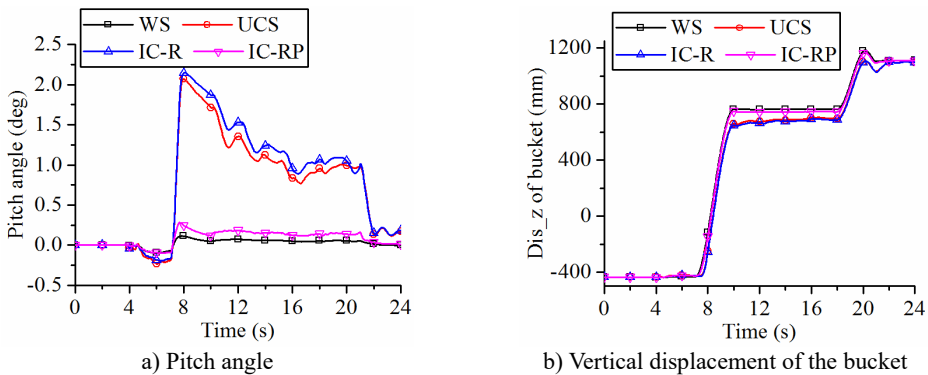 WS UCS
IC-R IC-RP
2.5
2.0
1.5
1.0
0.5
0.0
-0.5
Pitch angle (deg)
0 4 8 12 16 20 24
Time (s)
a) Pitch angle
WS UCS
IC-R IC-RP
1200
800
400
0
-400
Dis_z of bucket (mm)
0 4 8 12 16 20 24
Time (s)
b) Vertical displacement of the bucket